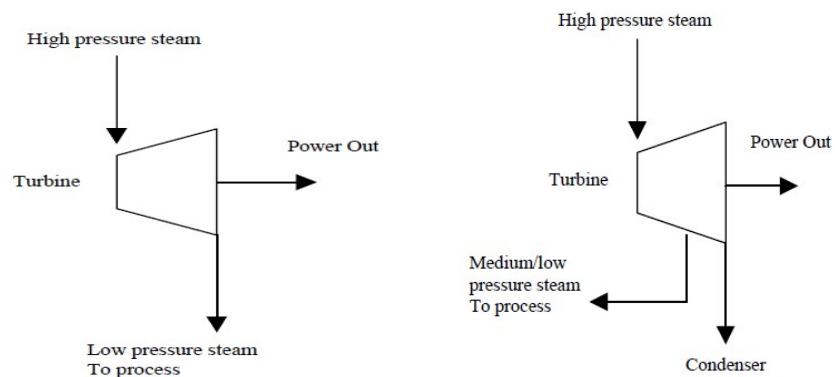 High pressure steam
Turbine
Power Out
Low pressure steam
To process
High pressure steam
Turbine
Power Out
Medium/low
pressure steam
To process
Condenser